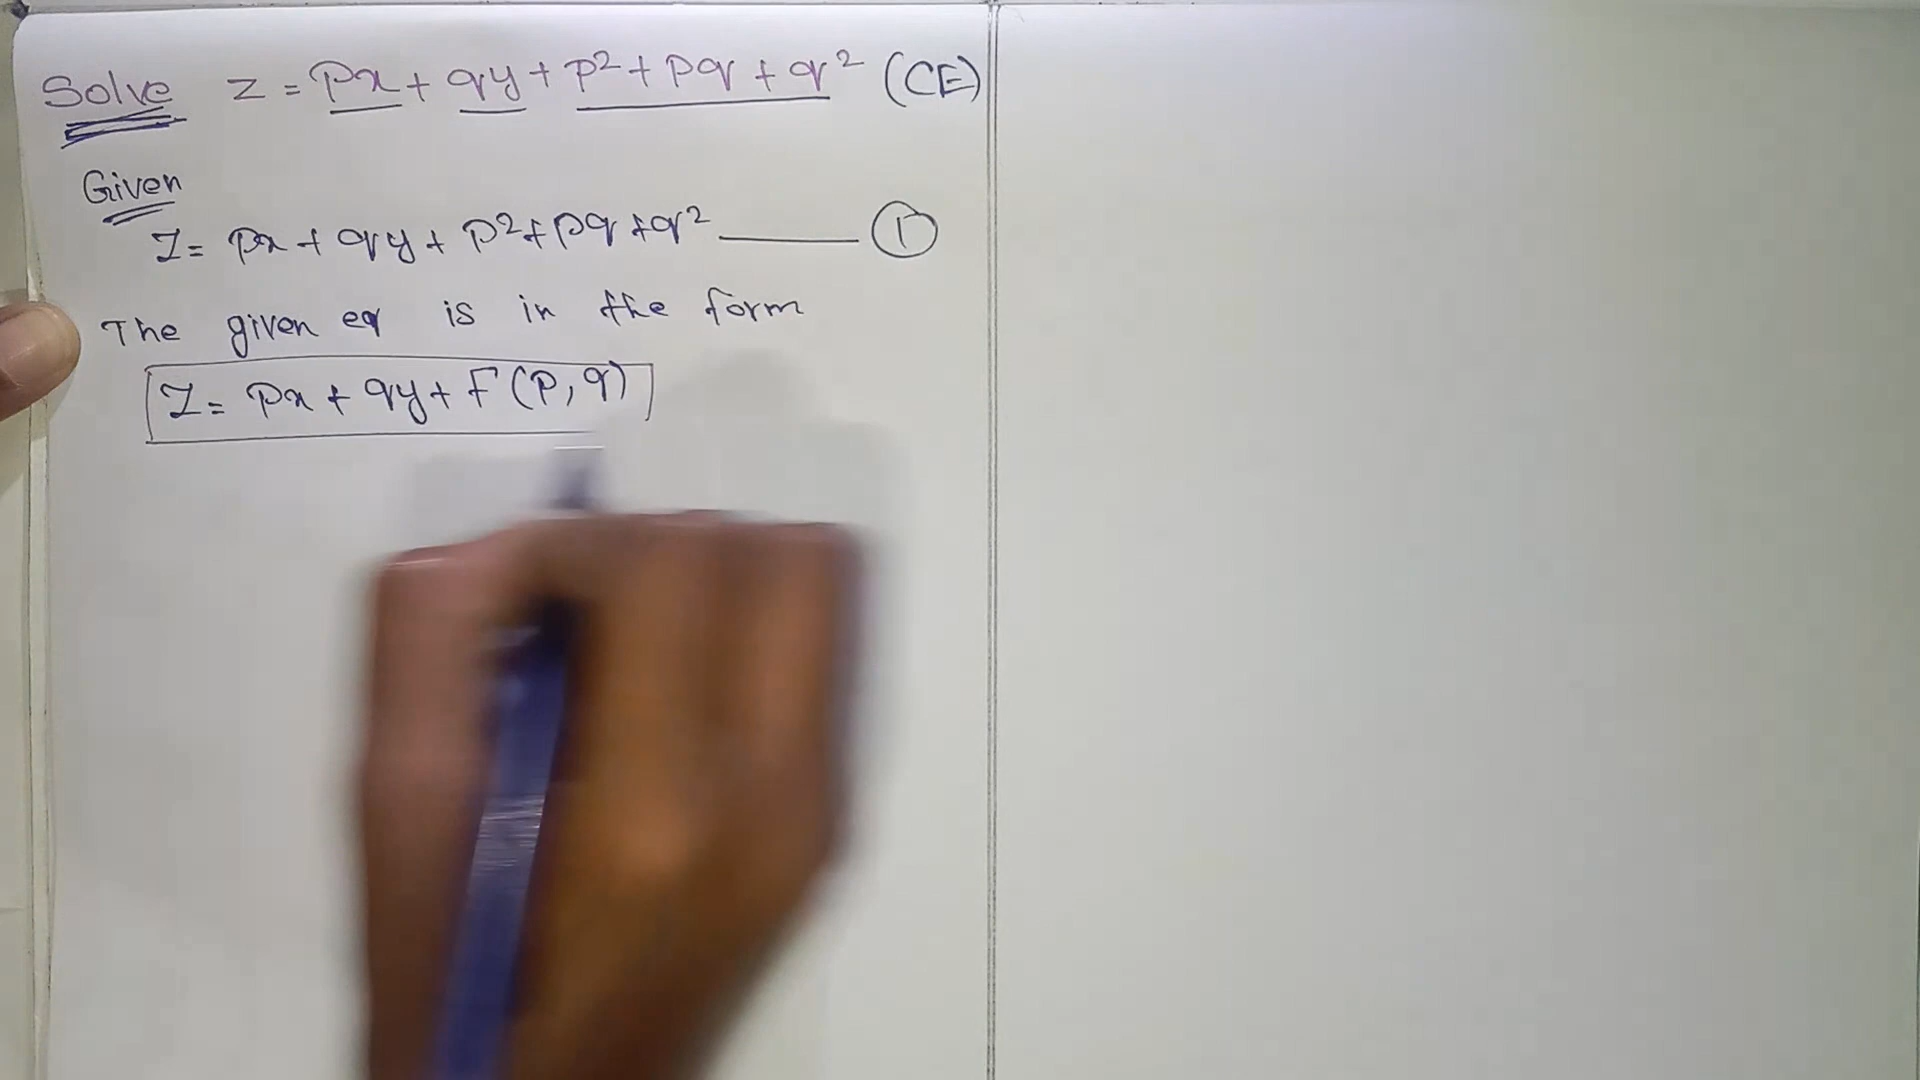 Solve z = px + qy + p² + pq + q² (CE)
Given
Z = px + qy + p² + pq + q² ——— ①
The given eq is in the form
Z = px + qy + F (P, q)